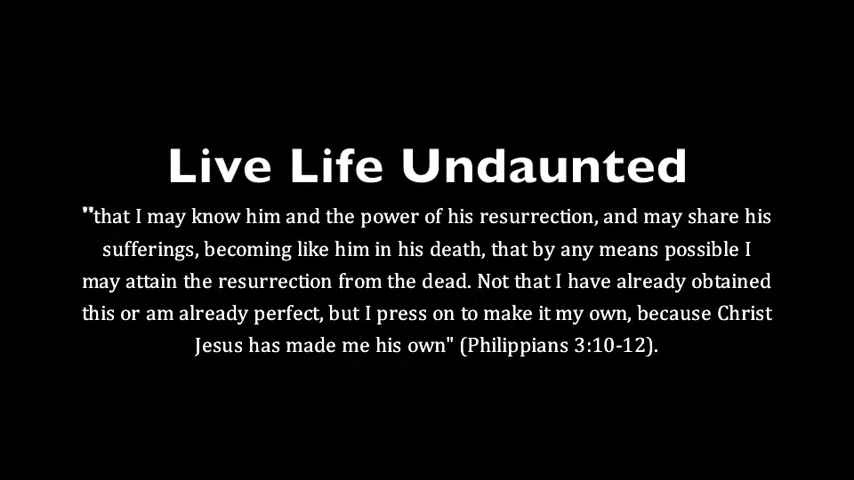 Live Life Undaunted
"that I may know him and the power of his resurrection, and may share his
sufferings, becoming like him in his death, that by any means possible I
may attain the resurrection from the dead. Not that I have already obtained
this or am already perfect, but I press on to make it my own, because Christ
Jesus has made me his own" (Philippians 3:10-12).